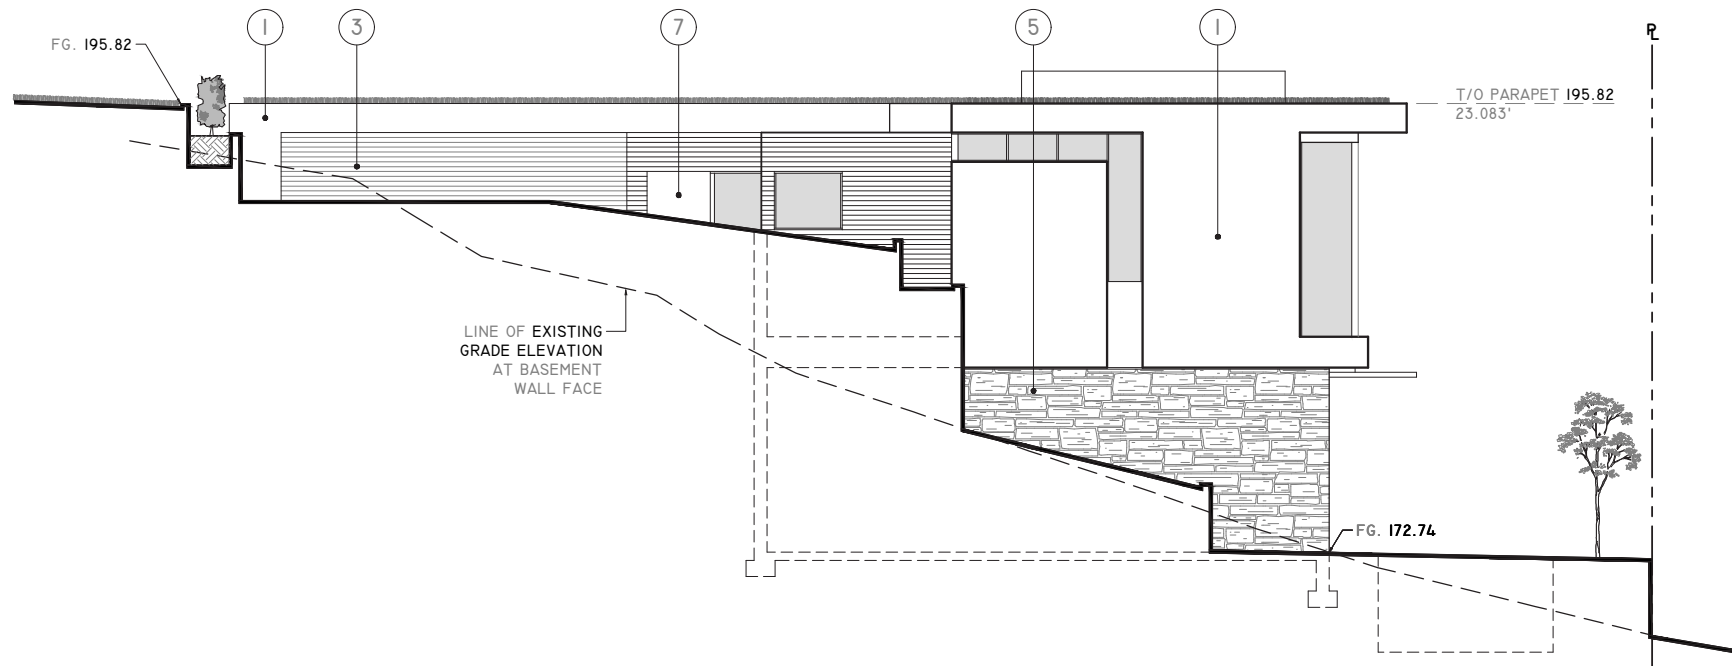 1
3
7
5
1
PL
FG. 195.82
T/O PARAPET 195.82
23.083'
LINE OF EXISTING
GRADE ELEVATION
AT BASEMENT
WALL FACE
FG. 172.74